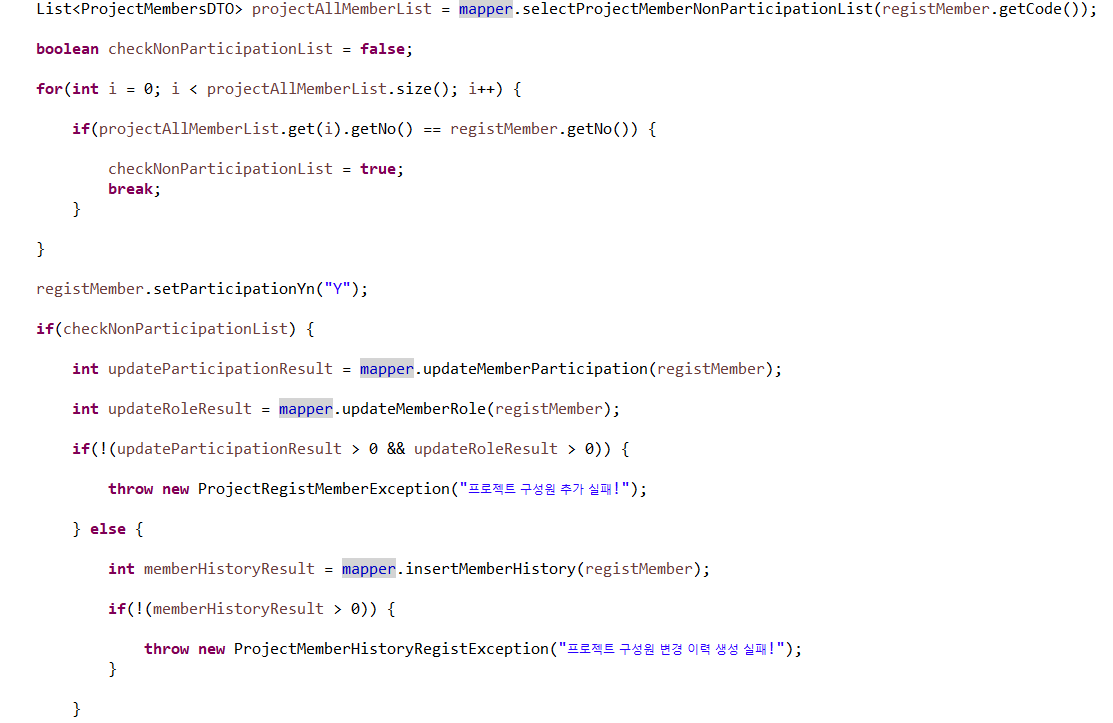 List<ProjectMembersDTO> projectAllMemberList = mapper.selectProjectMemberNonParticipationList(registMember.getCode());
boolean checkNonParticipationList = false;
for(int i = 0; i < projectAllMemberList.size(); i++) {
if(projectAllMemberList.get(i).getNo() == registMember.getNo()) {
checkNonParticipationList = true;
break;
}
}
registMember.setParticipationYn("Y");
if(checkNonParticipationList) {
int updateParticipationResult = mapper.updateMemberParticipation(registMember);
int updateRoleResult = mapper.updateMemberRole(registMember);
if(!(updateParticipationResult > 0 && updateRoleResult > 0)) {
throw new ProjectRegistMemberException("프로젝트 구성원 추가 실패!");
} else {
int memberHistoryResult = mapper.insertMemberHistory(registMember);
if(!(memberHistoryResult > 0)) {
throw new ProjectMemberHistoryRegistException("프로젝트 구성원 변경 이력 생성 실패!");
}
}